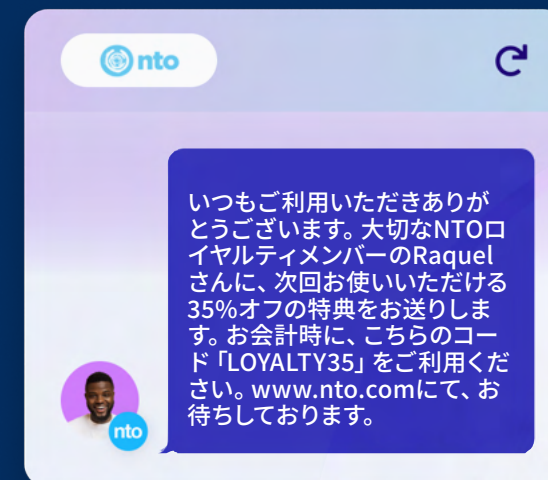 nto
いつもご利用いただきありが
とうございます。大切なNTOロ
イヤルティメンバーのRaquel
さんに、次回お使いいただける
35%オフの特典をお送りしま
す。お会計時に、こちらのコー
ド「LOYALTY35」をご利用くだ
さい。www.nto.comにて、お
待ちしております。
nto